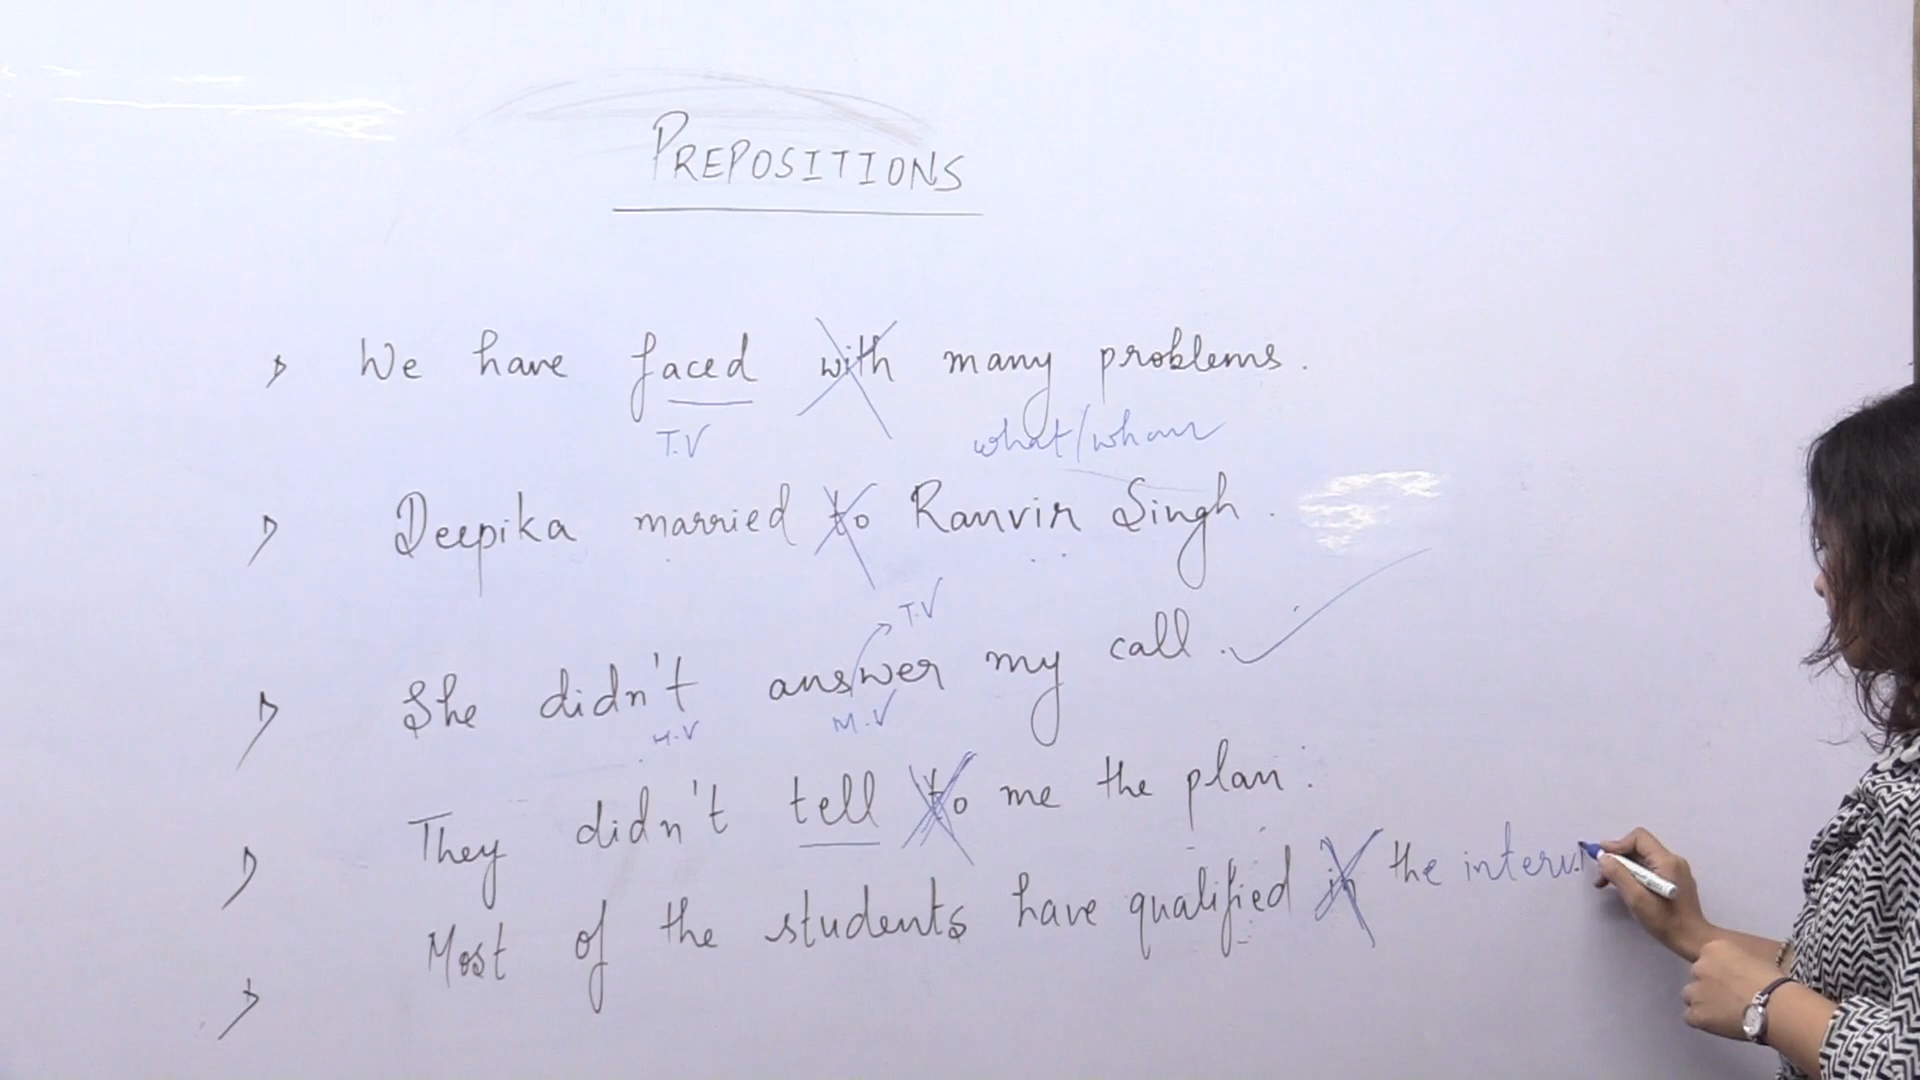 PREPOSITIONS
We have faced with many problems.
T.V what/whom
Deepika married to Ranvir Singh.
T.V
She didn't answer my call.
H.V M.V
They didn't tell to me the plan.
Most of the students have qualified in the intervi